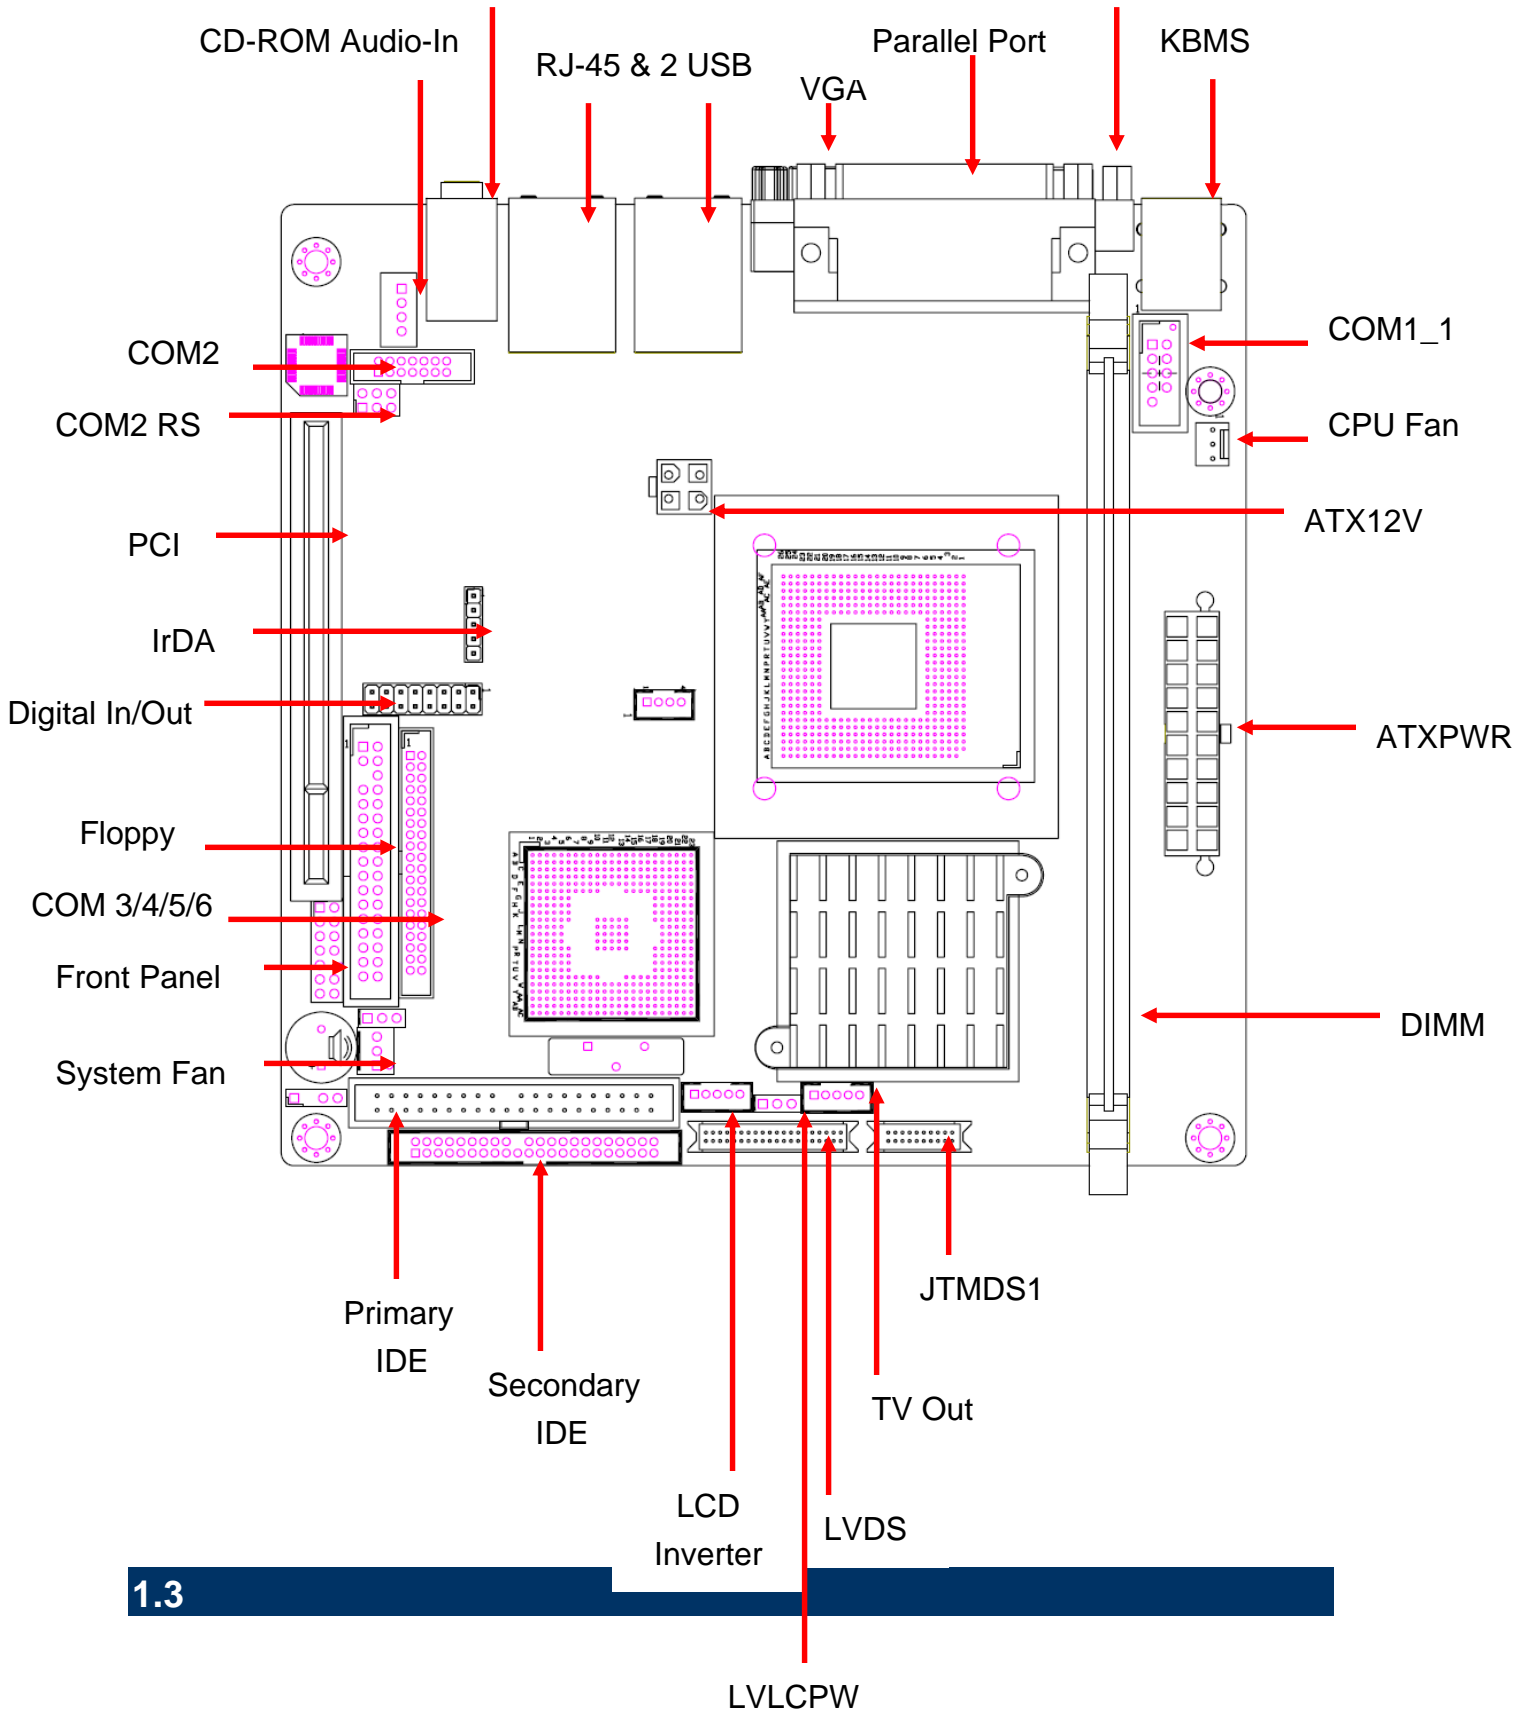 CD-ROM Audio-In
RJ-45 & 2 USB
VGA
Parallel Port
KBMS
COM2
COM1_1
COM2 RS
CPU Fan
PCI
ATX12V
IrDA
Digital In/Out
ATXPWR
Floppy
COM 3/4/5/6
Front Panel
DIMM
System Fan
JTMDS1
Primary
IDE
Secondary
IDE
TV Out
LCD
Inverter
LVDS
1.3
LVLCPW